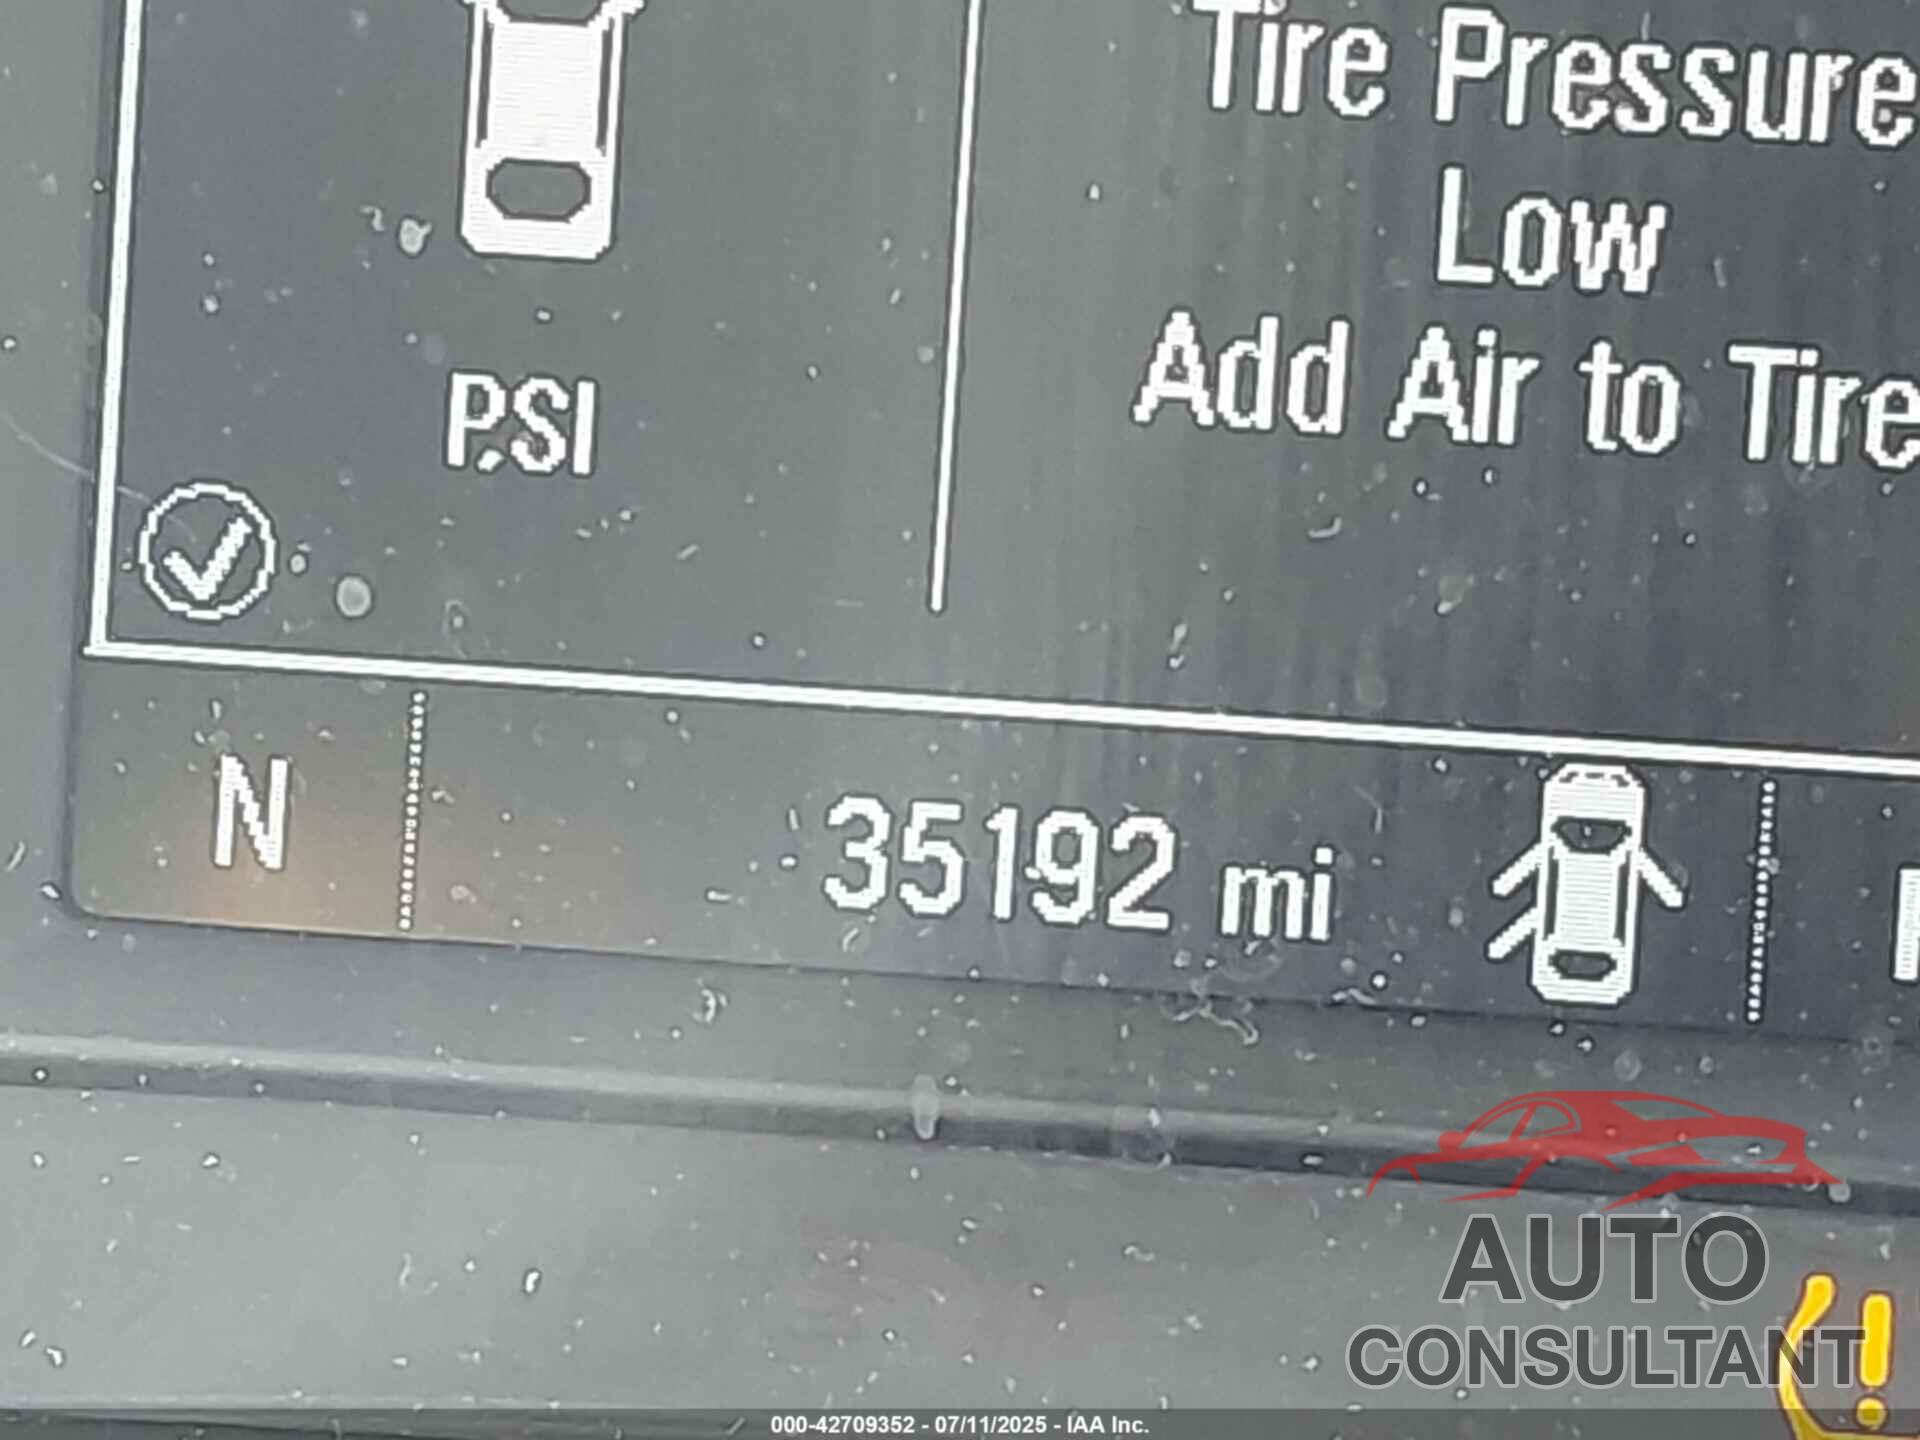 Tire Pressure
Low
Add Air to Tire
PSI
N
35192 mi
AUTO
CONSULTANT
000-42709352 - 07/11/2025 - IAA Inc.